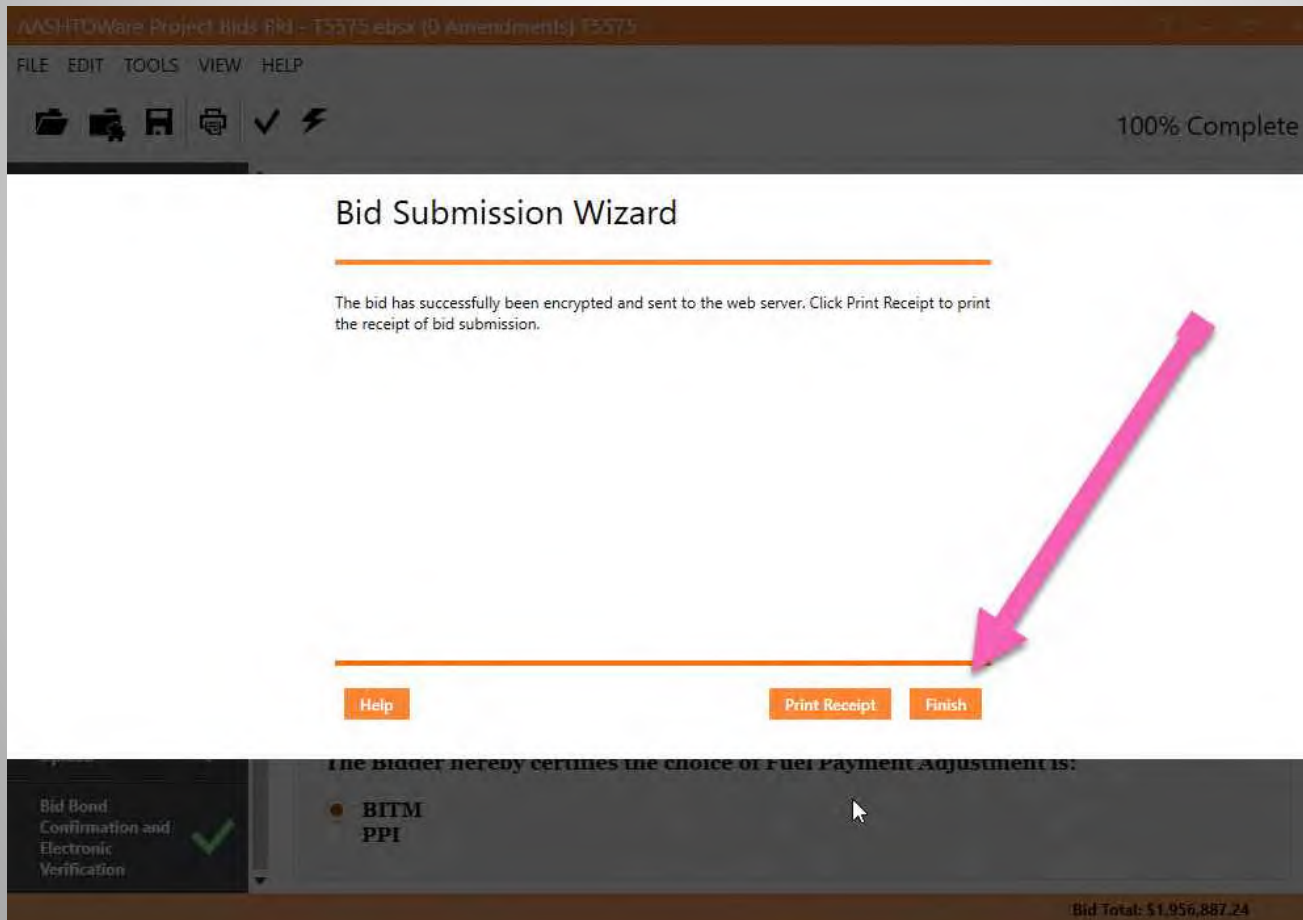 AASHTOWare Project Bids Bid - T5575.ebsx (0 Amendments) T5575
FILE EDIT TOOLS VIEW HELP
100% Complete
Bid Submission Wizard
The bid has successfully been encrypted and sent to the web server. Click Print Receipt to print
the receipt of bid submission.
Help
Print Receipt
Finish
The Bidder hereby certifies the choice of Fuel Payment Adjustment is:
Bid Bond
Confirmation and
Electronic
Verification
BITM
PPI
Bid Total: $1,956,887.24